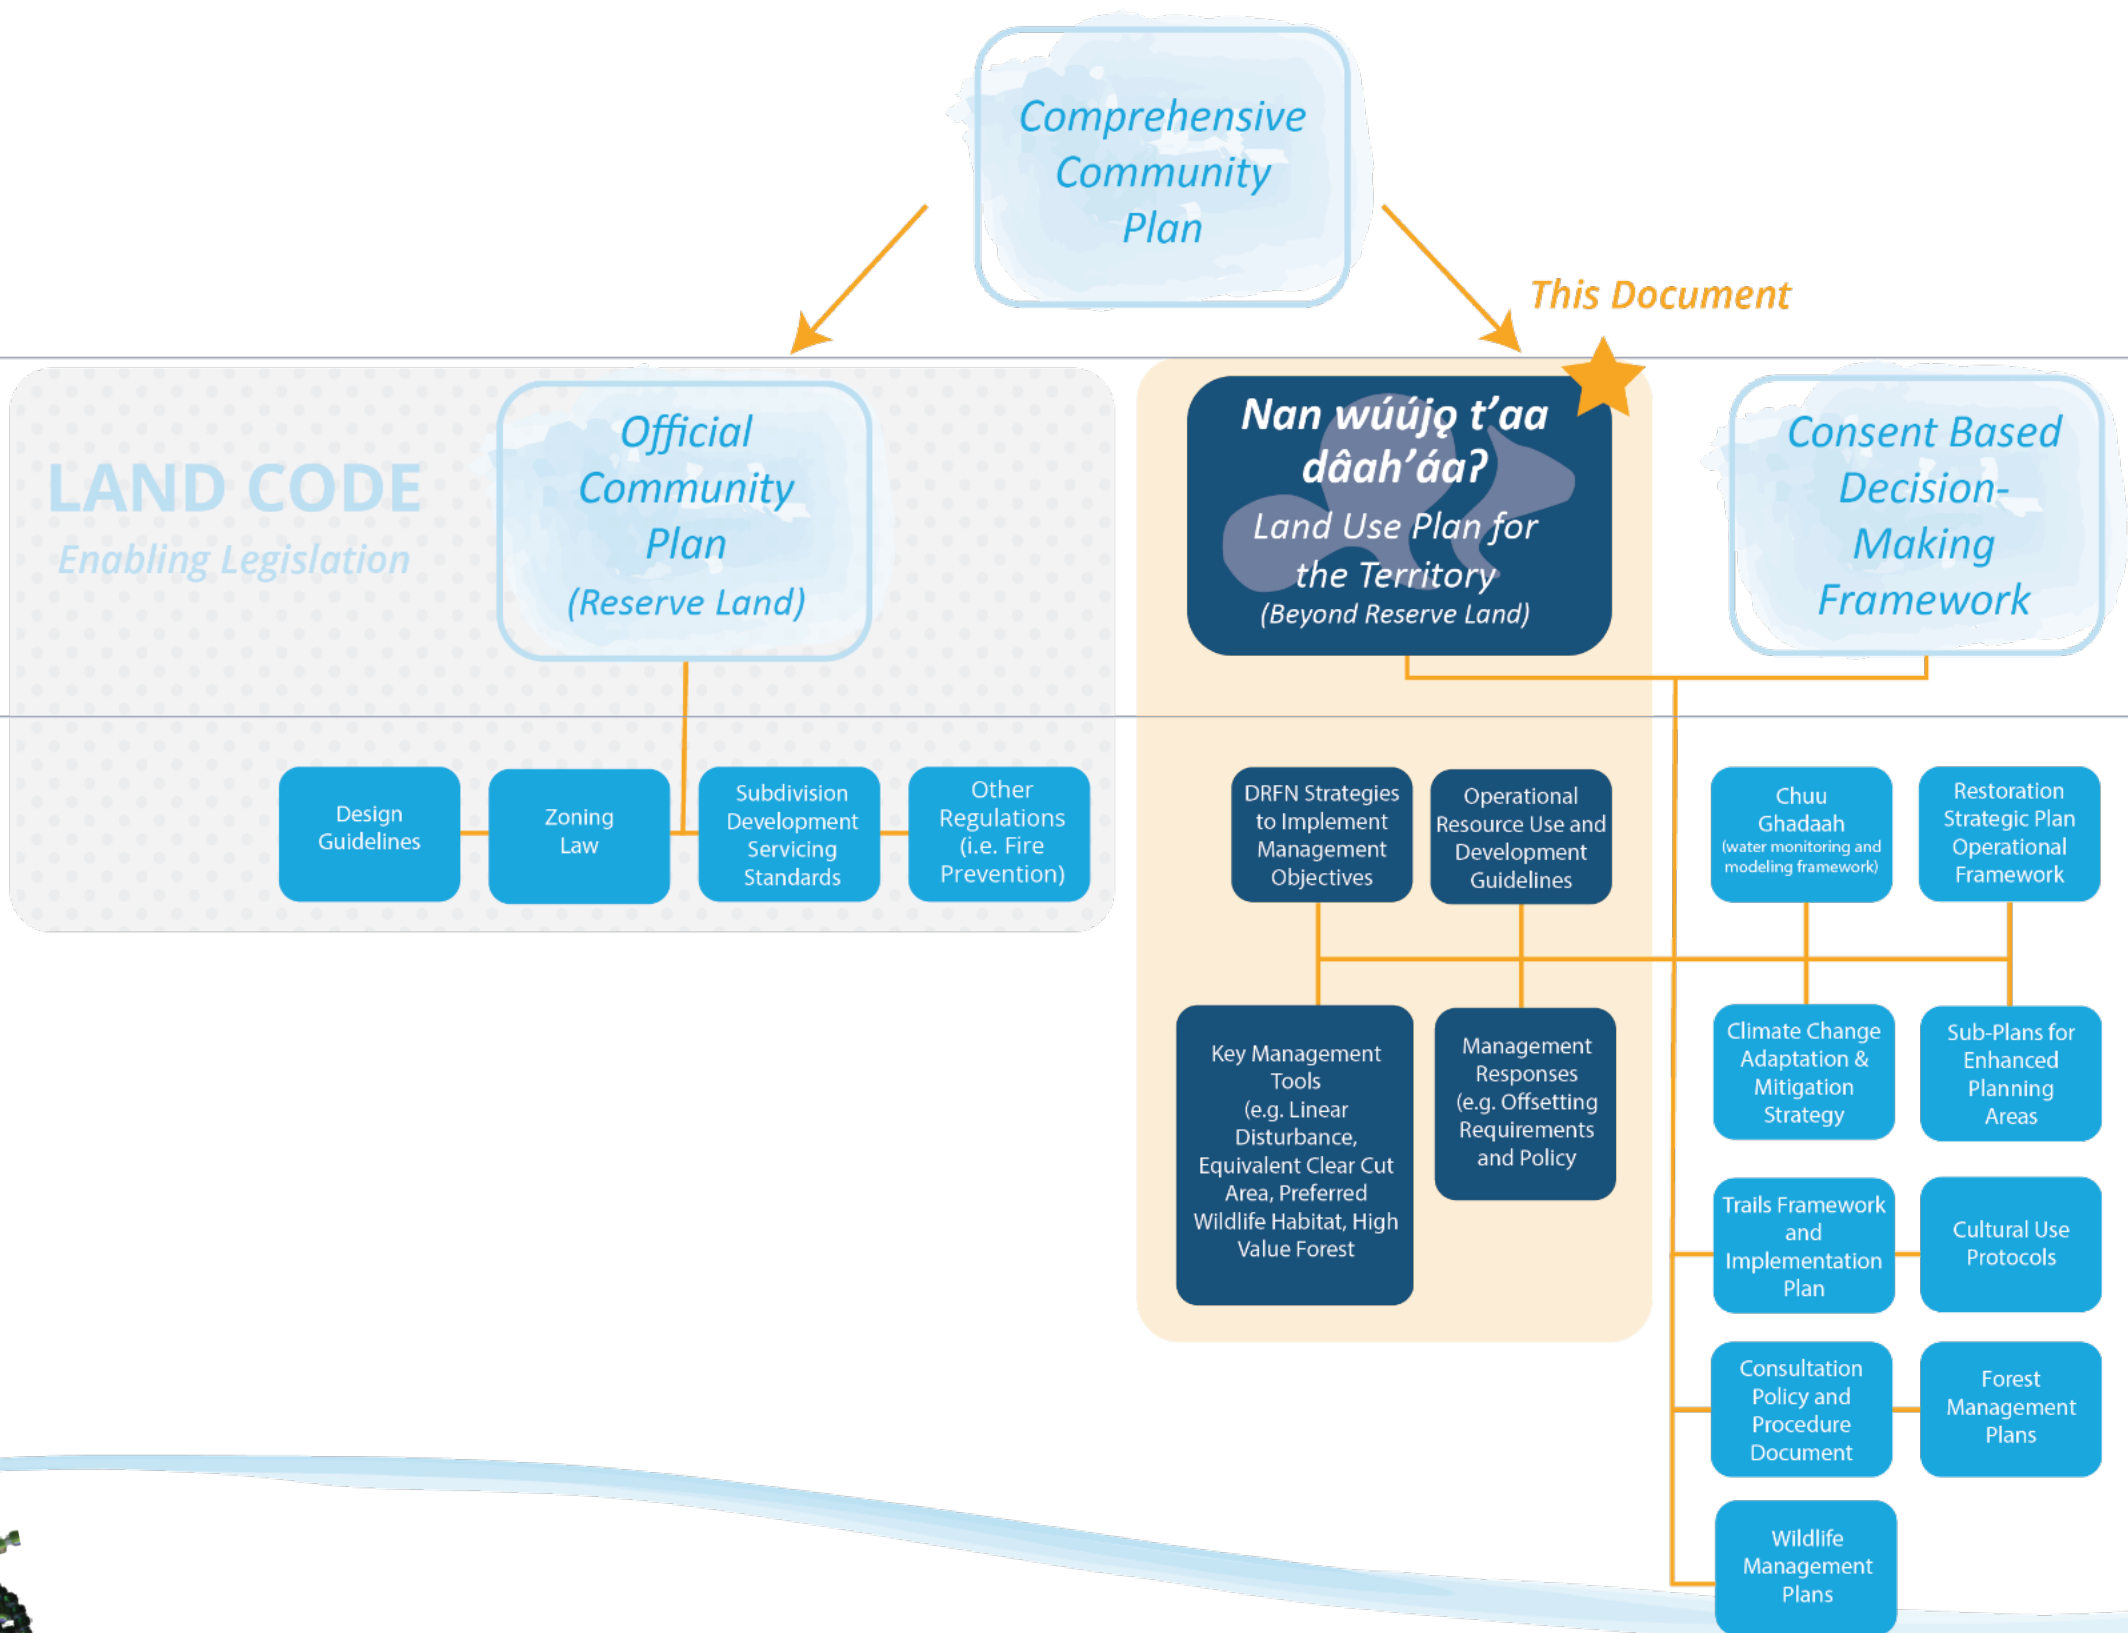 Comprehensive
Community
Plan
This Document
LAND CODE
Enabling Legislation
Official
Community
Plan
(Reserve Land)
Nan wúújǫ t’aa
dâah’áa?
Land Use Plan for
the Territory
(Beyond Reserve Land)
Consent Based
Decision-
Making
Framework
Design
Guidelines
Zoning
Law
Subdivision
Development
Servicing
Standards
Other
Regulations
(i.e. Fire
Prevention)
DRFN Strategies
to Implement
Management
Objectives
Operational
Resource Use and
Development
Guidelines
Chuu
Ghadaah
(water monitoring and
modeling framework)
Restoration
Strategic Plan
Operational
Framework
Key Management
Tools
(e.g. Linear
Disturbance,
Equivalent Clear Cut
Area, Preferred
Wildlife Habitat, High
Value Forest
Management
Responses
(e.g. Offsetting
Requirements
and Policy
Climate Change
Adaptation &
Mitigation
Strategy
Sub-Plans for
Enhanced
Planning
Areas
Trails Framework
and
Implementation
Plan
Cultural Use
Protocols
Consultation
Policy and
Procedure
Document
Forest
Management
Plans
Wildlife
Management
Plans